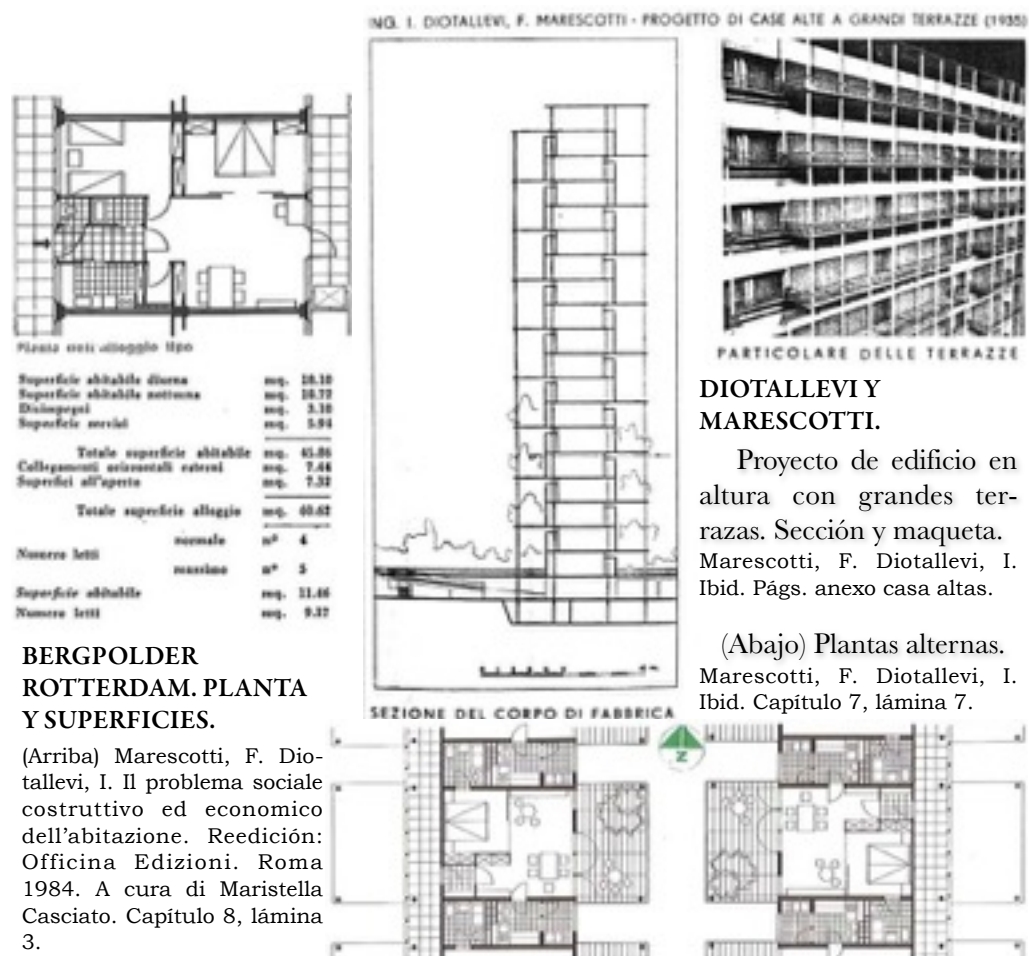 ING. I. DIOTALLEVI, F. MARESCOTTI - PROGETTO DI CASE ALTE A GRANDI TERRAZZE (1935)
alloggio tipo
Superficie abitabile diurna mq. 18.10
Superficie abitabile notturna mq.
Disimpegni mq. 3.10
Superficie servizi mq. 5.94
Totale superficie abitabile mq. 45.86
Collegamenti orizzontali esterni mq. 7.44
Superfici all'aperto mq. 7.32
Totale superficie alloggio mq. 60.62
normale nº 4
Numero letti
massimo nº 5
Superficie abitabile mq. 11.46
Numero letti mq. 9.17
BERGPOLDER
ROTTERDAM. PLANTA
Y SUPERFICIES.
(Arriba) Marescotti, F. Dio-
tallevi, I. Il problema sociale
costruttivo ed economico
dell'abitazione. Reedición:
Officina Edizioni. Roma
1984. A cura di Maristella
Casciato. Capítulo 8, lámina
3.
SEZIONE DEL CORPO DI FABBRICA
PARTICOLARE DELLE TERRAZZE
DIOTALLEVI Y
MARESCOTTI.
Proyecto de edificio en
altura con grandes ter-
razas. Sección y maqueta.
Marescotti, F. Diotallevi, I.
Ibid. Págs. anexo casa altas.
(Abajo) Plantas alternas.
Marescotti, F. Diotallevi, I.
Ibid. Capítulo 7, lámina 7.
N